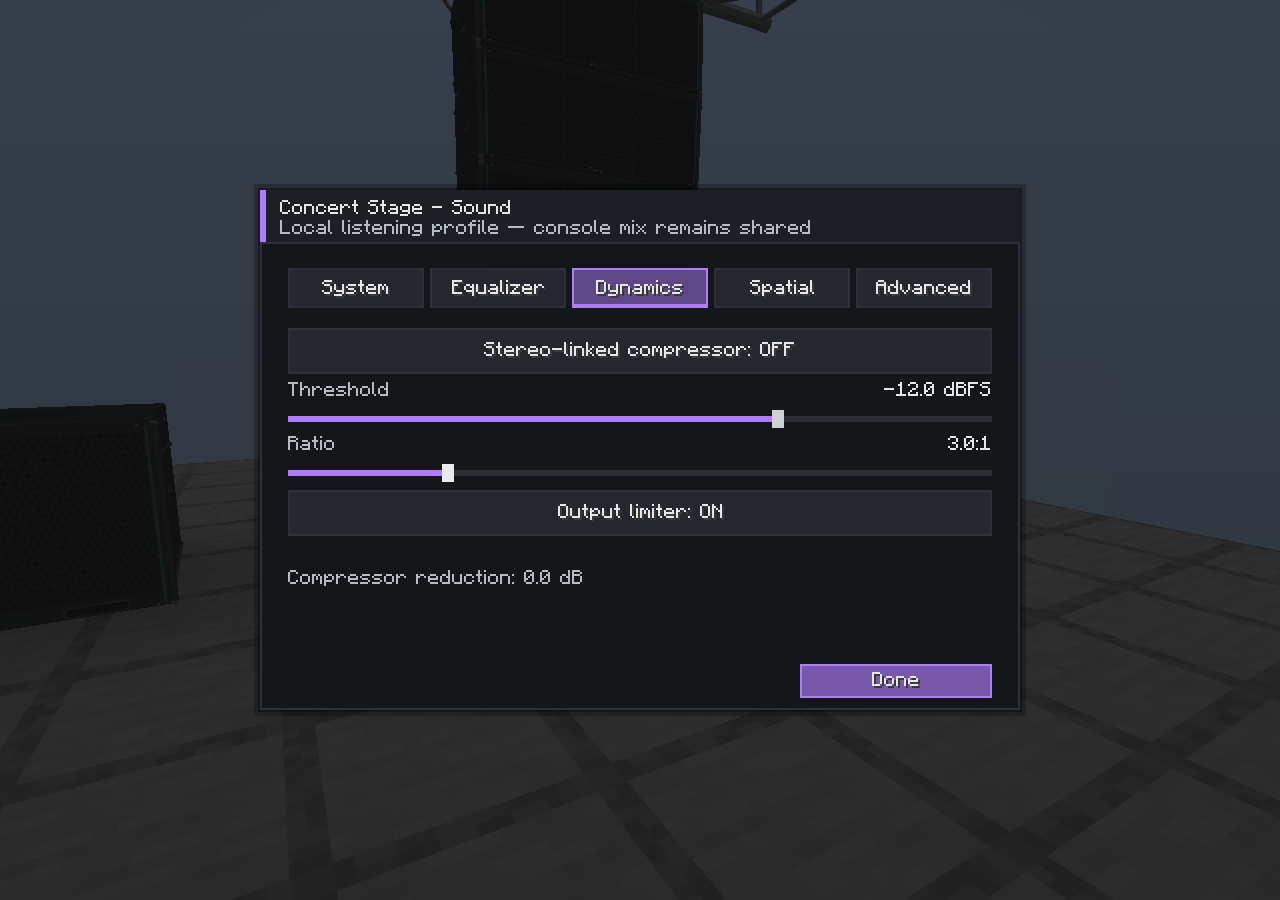 Concert Stage - Sound
Local listening profile — console mix remains shared
System Equalizer Dynamics Spatial Advanced
Stereo-linked compressor: OFF
Threshold -12.0 dBFS
Ratio 3.0:1
Output limiter: ON
Compressor reduction: 0.0 dB
Done